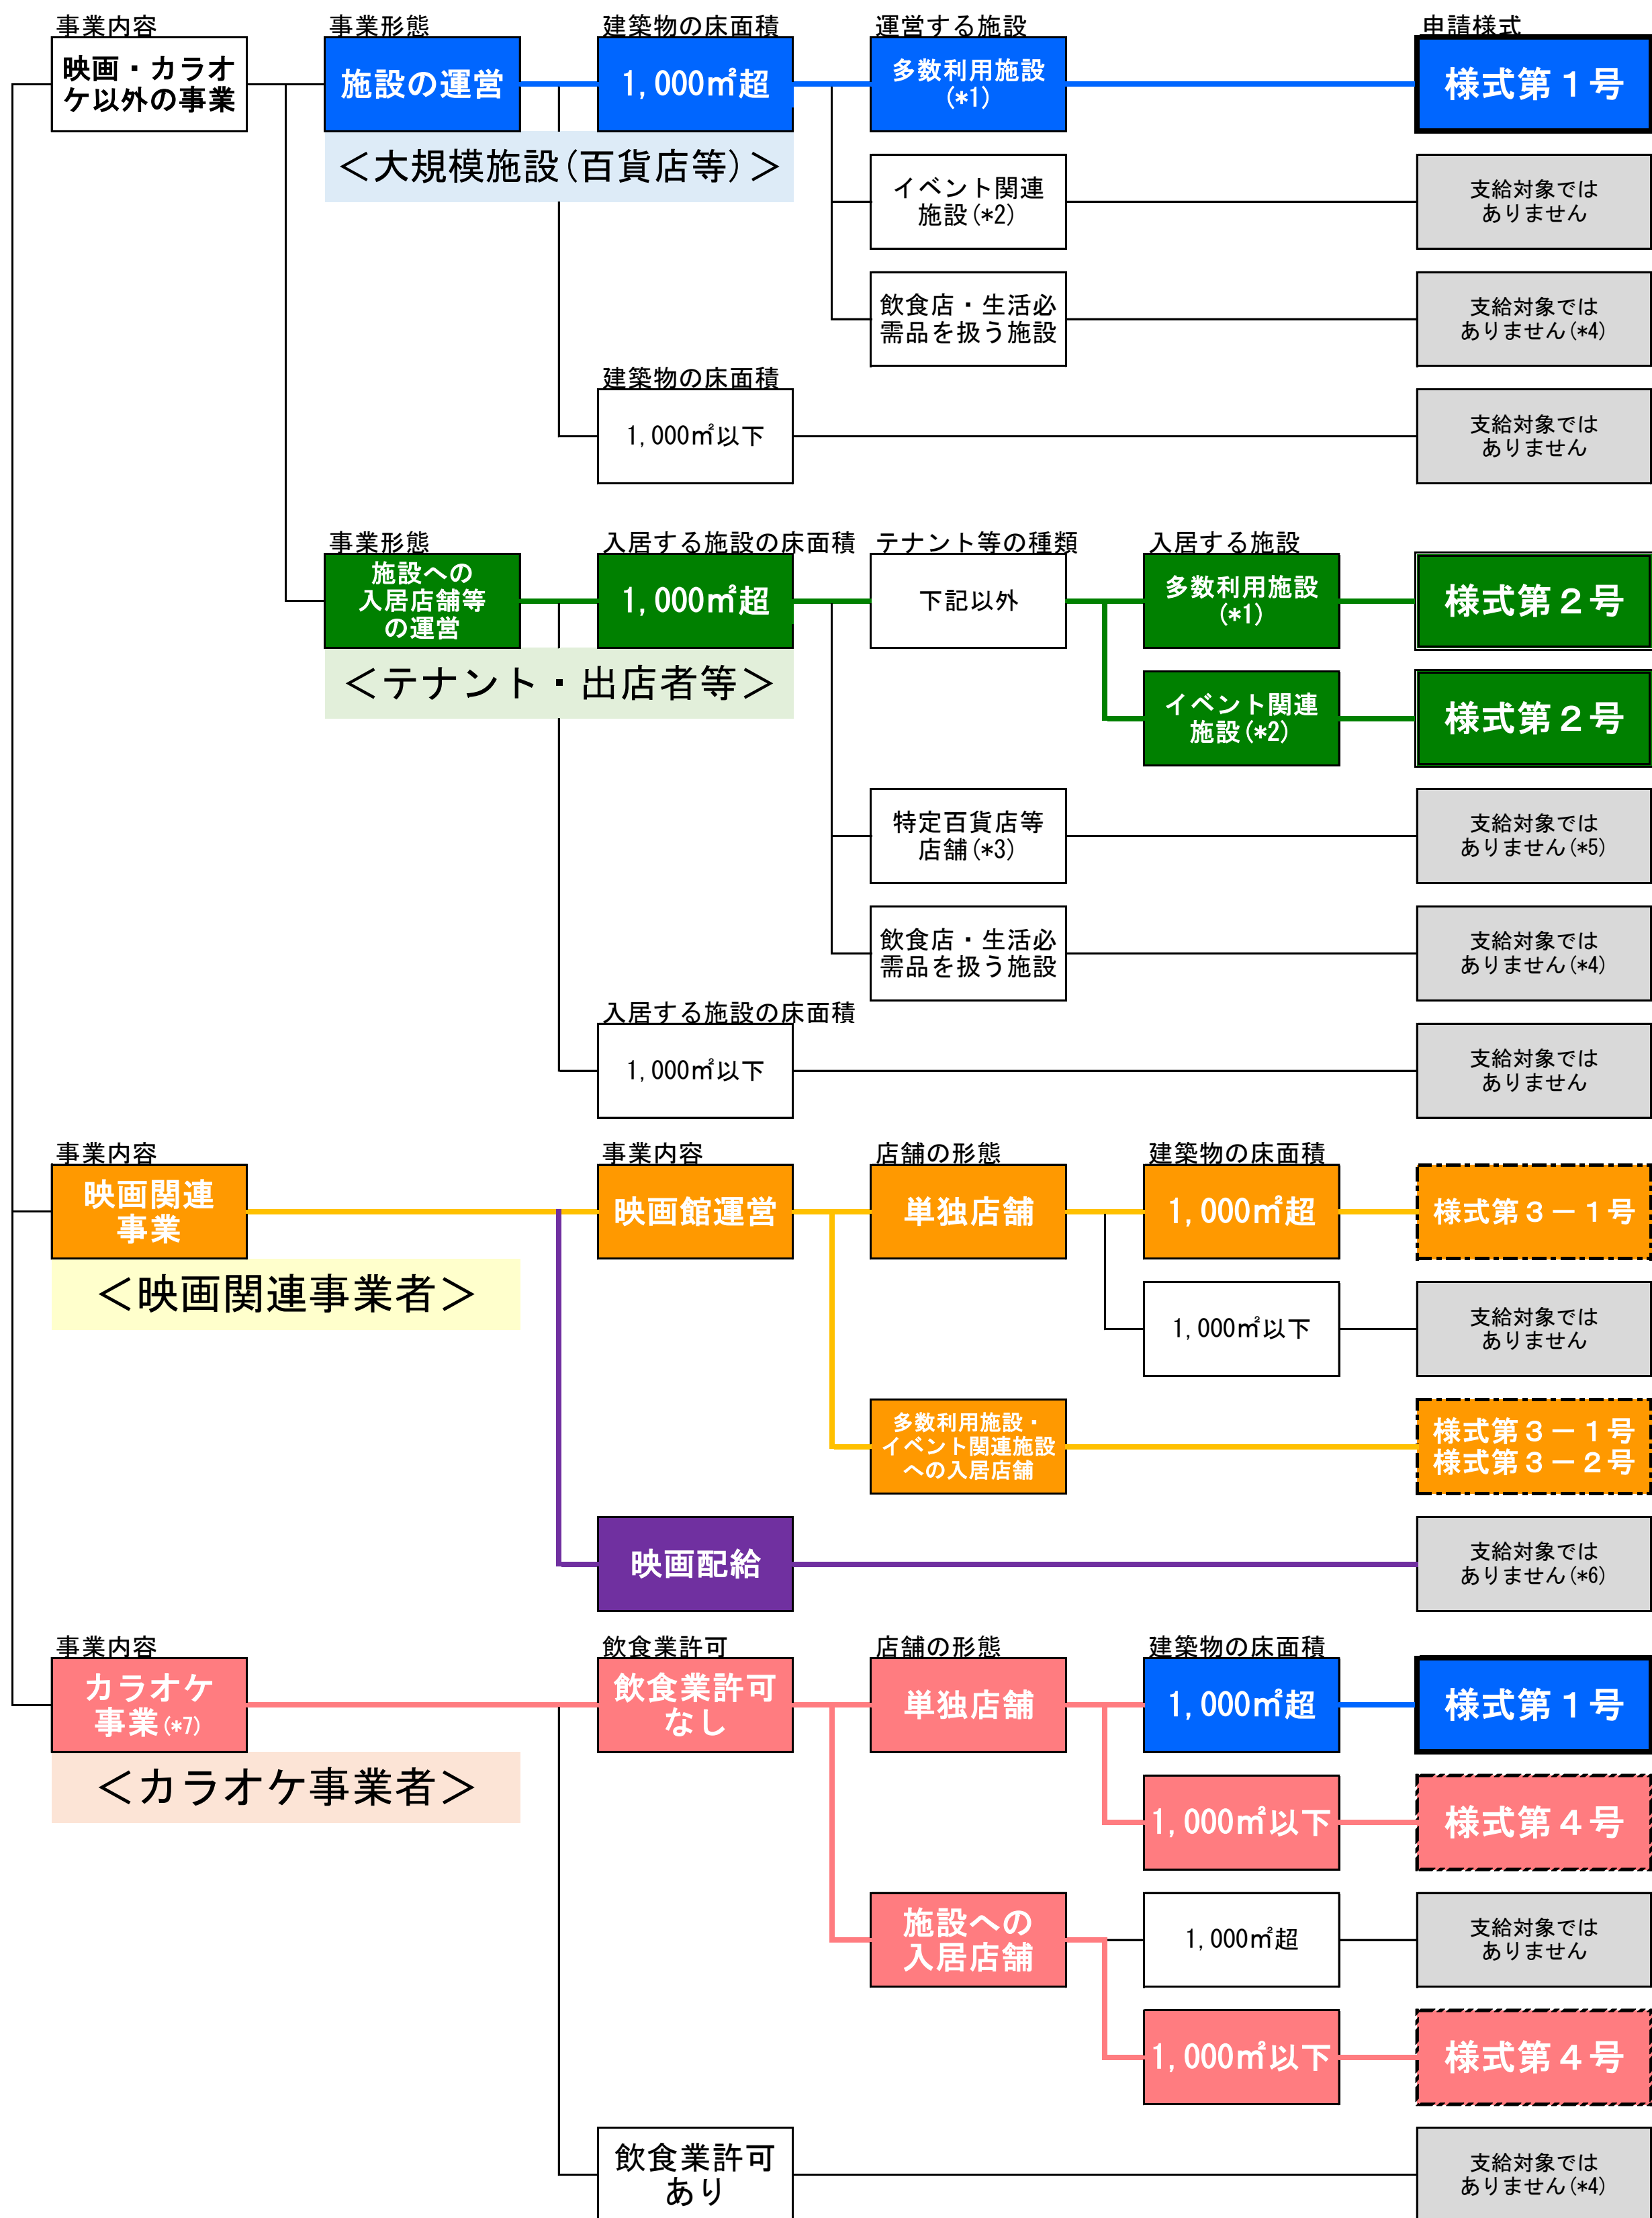 事業内容
映画・カラオ
ケ以外の事業
事業形態
施設の運営
建築物の床面積
1,000㎡超
運営する施設
多数利用施設
(*1)
申請様式
様式第１号
＜大規模施設(百貨店等)＞
イベント関連
施設(*2)
支給対象では
ありません
飲食店・生活必
需品を扱う施設
支給対象では
ありません(*4)
建築物の床面積
1,000㎡以下
支給対象では
ありません
事業形態
施設への
入居店舗等
の運営
入居する施設の床面積
1,000㎡超
テナント等の種類
下記以外
入居する施設
多数利用施設
(*1)
様式第２号
＜テナント・出店者等＞
イベント関連
施設(*2)
様式第２号
特定百貨店等
店舗(*3)
支給対象では
ありません(*5)
飲食店・生活必
需品を扱う施設
支給対象では
ありません(*4)
入居する施設の床面積
1,000㎡以下
支給対象では
ありません
事業内容
映画関連
事業
事業内容
映画館運営
店舗の形態
単独店舗
建築物の床面積
1,000㎡超
様式第３－１号
＜映画関連事業者＞
1,000㎡以下
支給対象では
ありません
多数利用施設・
イベント関連施設
への入居店舗
様式第３－１号
様式第３－２号
映画配給
支給対象では
ありません(*6)
事業内容
カラオケ
事業(*7)
飲食業許可
飲食業許可
なし
店舗の形態
単独店舗
建築物の床面積
1,000㎡超
様式第１号
＜カラオケ事業者＞
1,000㎡以下
様式第４号
施設への
入居店舗
1,000㎡超
支給対象では
ありません
1,000㎡以下
様式第４号
飲食業許可
あり
支給対象では
ありません(*4)